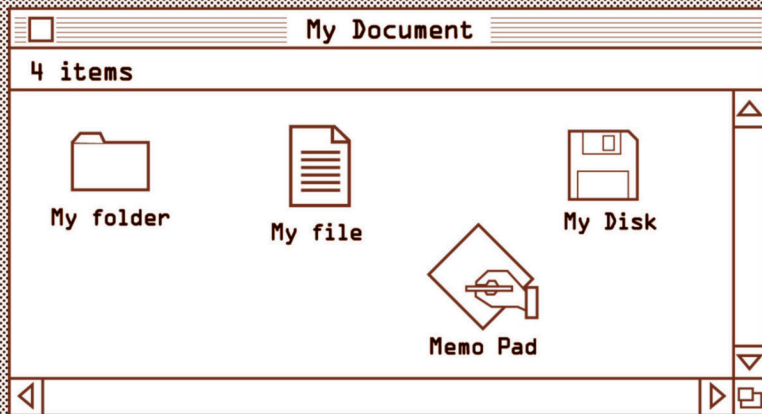 My Document
4 items
My folder
My file
My Disk
Memo Pad